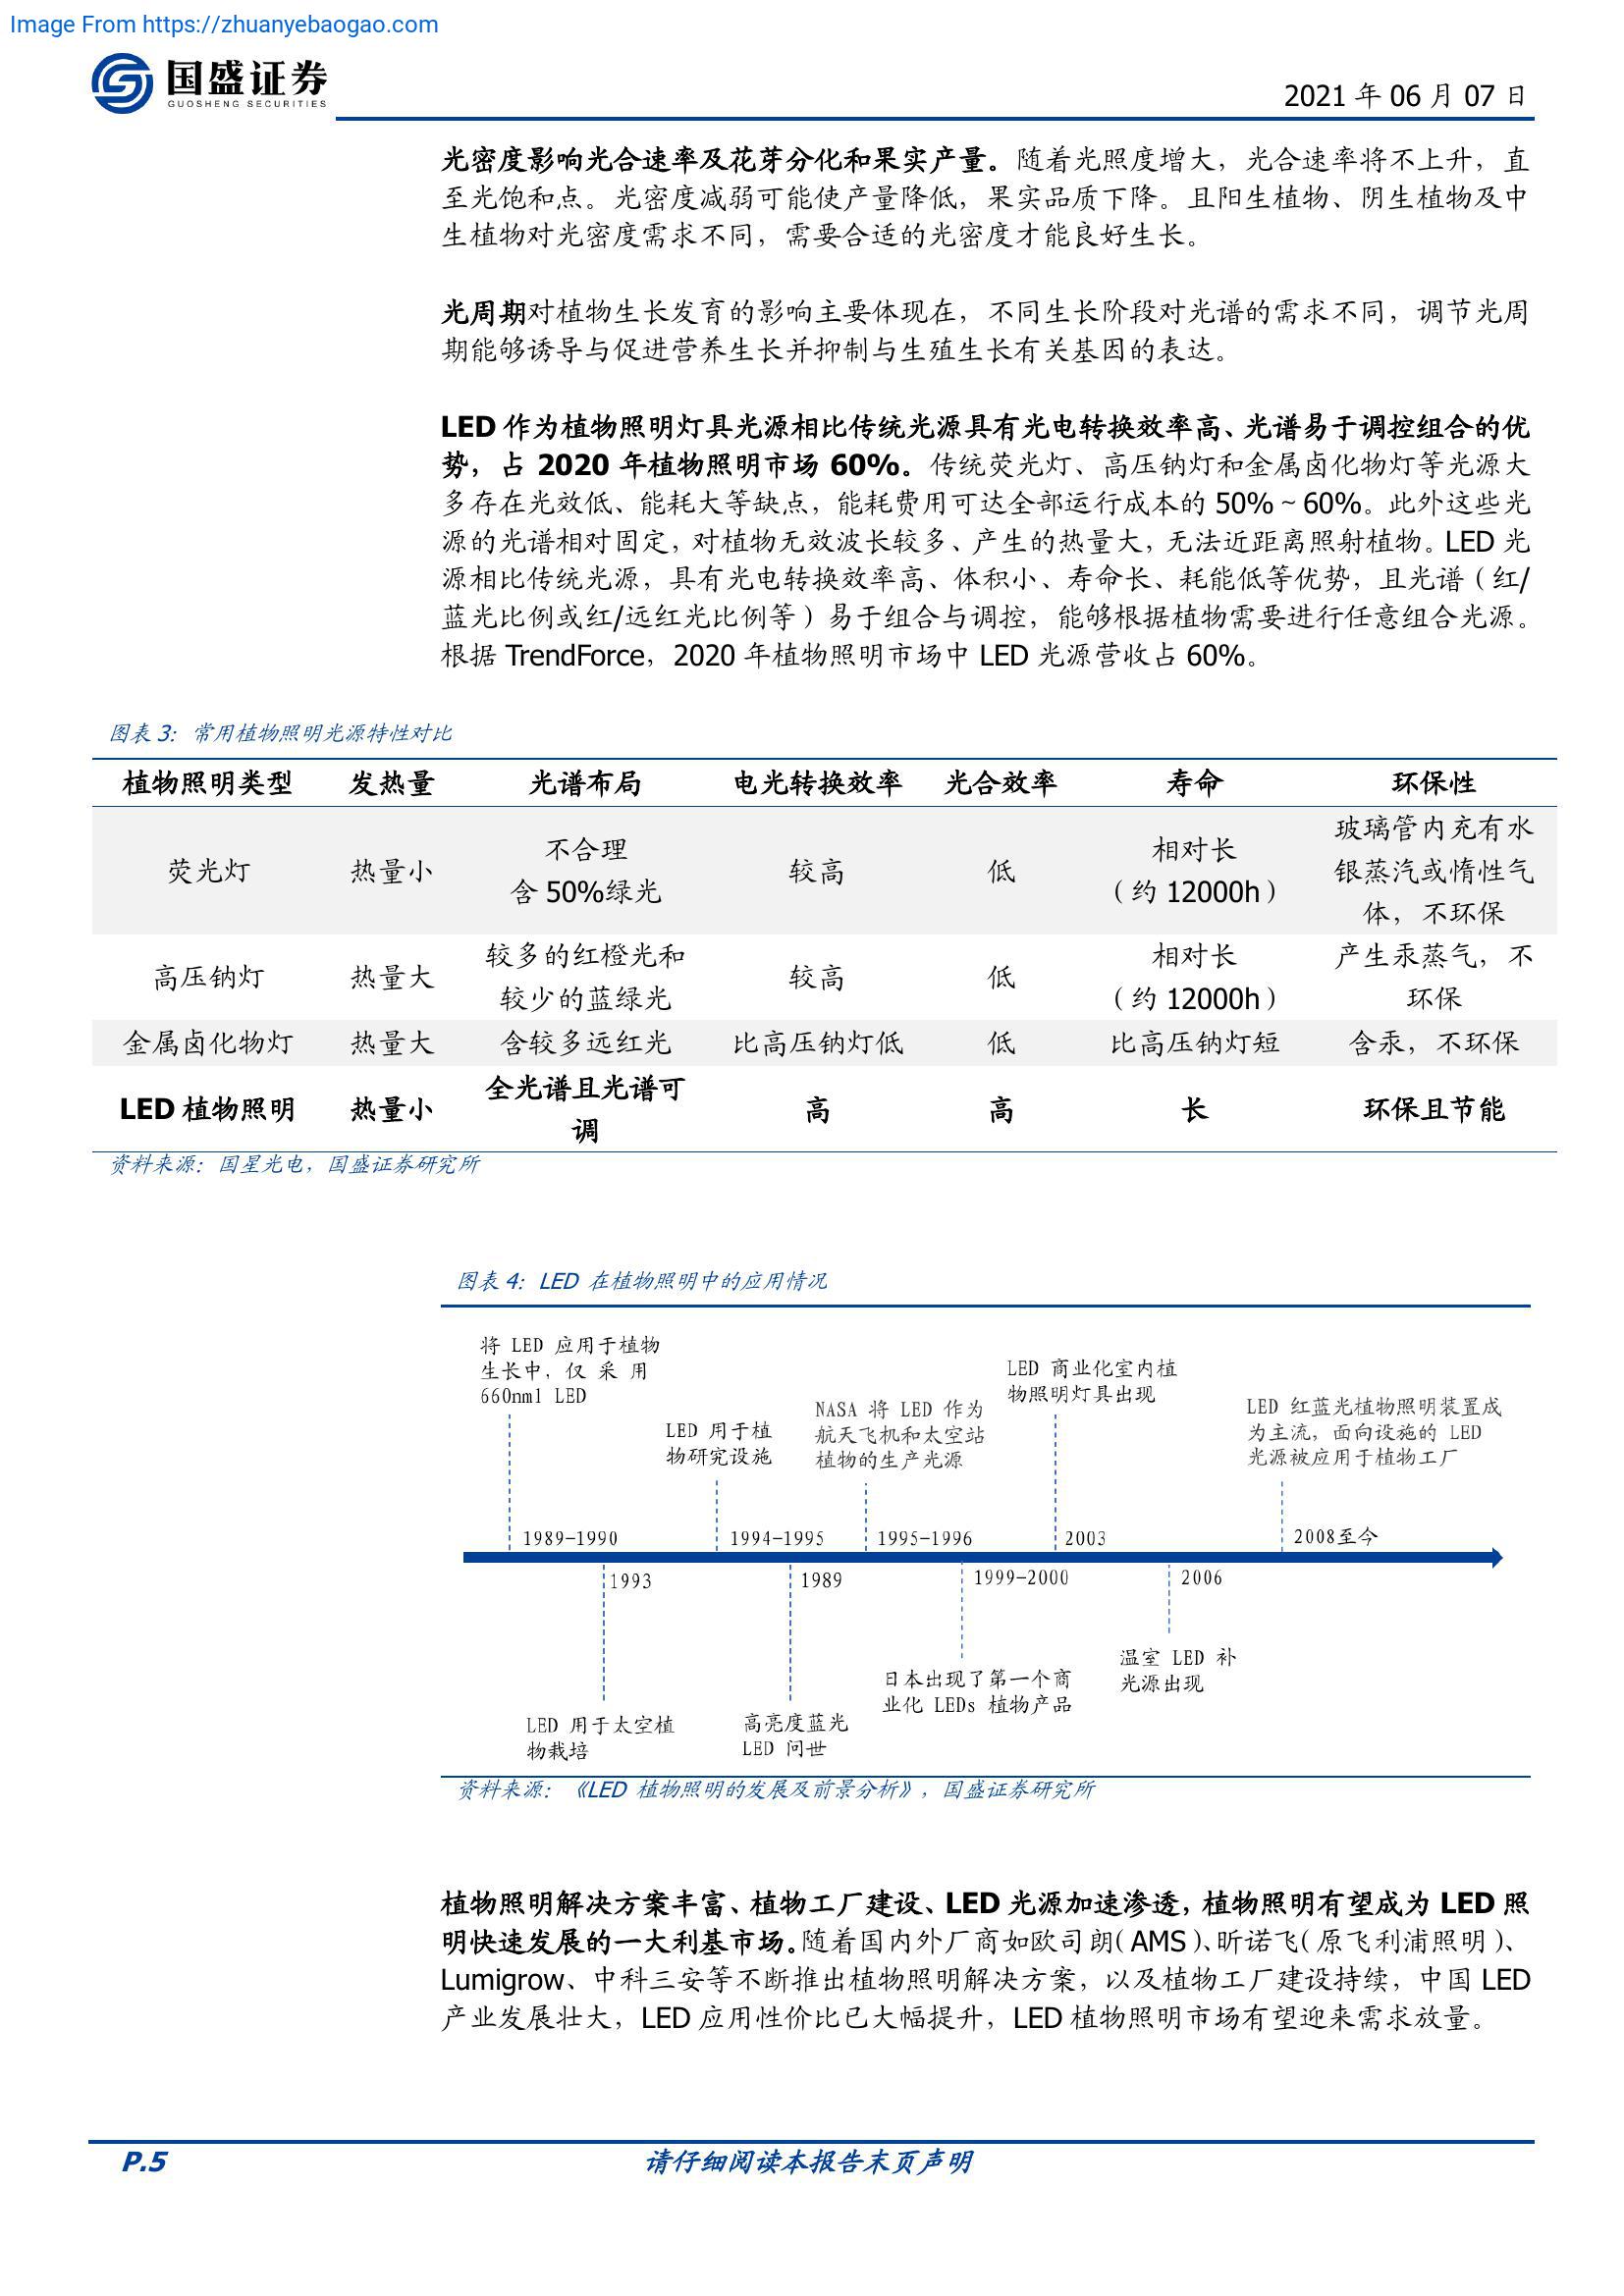 Image From https://zhuanyebaogao.com
国盛证券
GUOSHENG SECURITIES
2021 年 06 月 07 日
光密度影响光合速率及花芽分化和果实产量。随着光照度增大，光合速率将不上升，直
至光饱和点。光密度减弱可能使产量降低，果实品质下降。且阳生植物、阴生植物及中
生植物对光密度需求不同，需要合适的光密度才能良好生长。
光周期对植物生长发育的影响主要体现在，不同生长阶段对光谱的需求不同，调节光周
期能够诱导与促进营养生长并抑制与生殖生长有关基因的表达。
LED 作为植物照明灯具光源相比传统光源具有光电转换效率高、光谱易于调控组合的优
势，占 2020 年植物照明市场 60%。传统荧光灯、高压钠灯和金属卤化物灯等光源大
多存在光效低、能耗大等缺点，能耗费用可达全部运行成本的 50%~60%。此外这些光
源的光谱相对固定，对植物无效波长较多、产生的热量大，无法近距离照射植物。LED 光
源相比传统光源，具有光电转换效率高、体积小、寿命长、耗能低等优势，且光谱（红/
蓝光比例或红/远红光比例等）易于组合与调控，能够根据植物需要进行任意组合光源。
根据 TrendForce，2020 年植物照明市场中 LED 光源营收占 60%。
图表 3：常用植物照明光源特性对比
植物照明类型 发热量 光谱布局 电光转换效率 光合效率 寿命 环保性
荧光灯 热量小 不合理 含 50%绿光 较高 低 相对长 （约 12000h） 玻璃管内充有水银蒸汽或惰性气体，不环保
高压钠灯 热量大 较多的红橙光和较少的蓝绿光 较高 低 相对长 （约 12000h） 产生汞蒸气，不环保
金属卤化物灯 热量大 含较多远红光 比高压钠灯低 低 比高压钠灯短 含汞，不环保
LED 植物照明 热量小 全光谱且光谱可调 高 高 长 环保且节能
资料来源：国星光电，国盛证券研究所
图表 4：LED 在植物照明中的应用情况
将 LED 应用于植物
生长中，仅 采 用
660nml LED
LED 用于植
物研究设施
NASA 将 LED 作为
航天飞机和太空站
植物的生产光源
LED 商业化室内植
物照明灯具出现
LED 红蓝光植物照明装置成
为主流，面向设施的 LED
光源被应用于植物工厂
1989-1990
1994-1995
1995-1996
2003
2008至今
1993
1989
1999-2000
2006
LED 用于太空植
物栽培
高亮度蓝光
LED 问世
日本出现了第一个商
业化 LEDs 植物产品
温室 LED 补
光源出现
资料来源：《LED 植物照明的发展及前景分析》，国盛证券研究所
植物照明解决方案丰富、植物工厂建设、LED 光源加速渗透，植物照明有望成为 LED 照
明快速发展的一大利基市场。随着国内外厂商如欧司朗（AMS）、昕诺飞（原飞利浦照明）、
Lumigrow、中科三安等不断推出植物照明解决方案，以及植物工厂建设持续，中国 LED
产业发展壮大，LED 应用性价比已大幅提升，LED 植物照明市场有望迎来需求放量。
P.5
请仔细阅读本报告末页声明